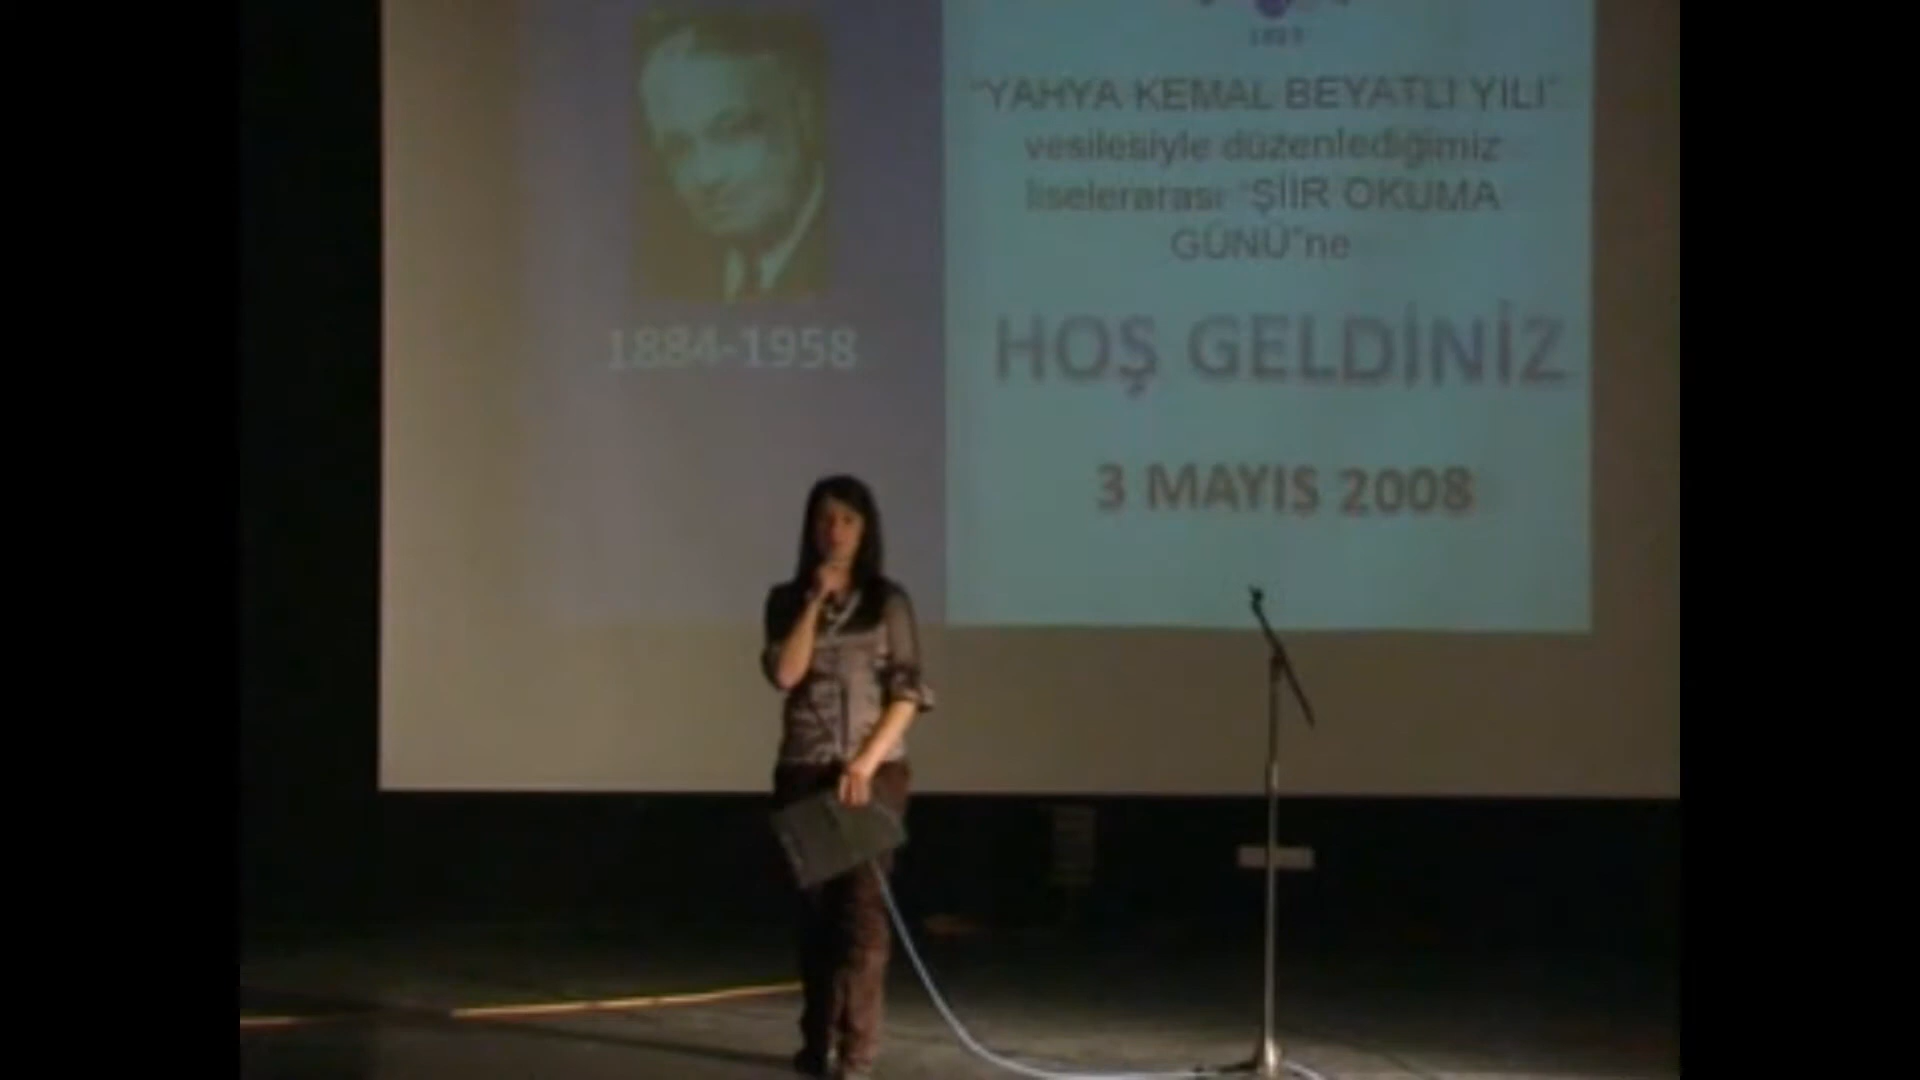 "YAHYA KEMAL BEYATLI YILI"
vesilesiyle düzenlediğimiz
liselerarası "ŞİİR OKUMA
GÜNÜ"ne
1884-1958
HOŞ GELDİNİZ
3 MAYIS 2008